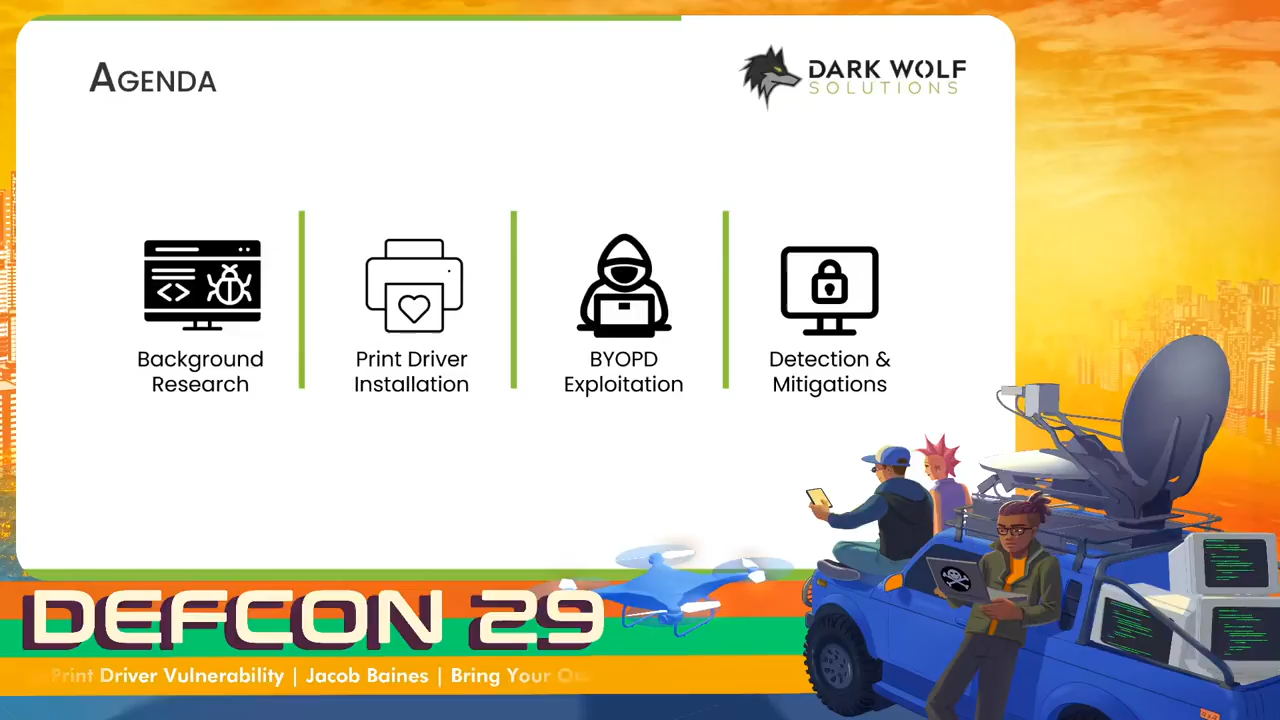 AGENDA
DARK WOLF
SOLUTIONS
Background
Research
Print Driver
Installation
BYOPD
Exploitation
Detection &
Mitigations
DEFCON 29
Print Driver Vulnerability | Jacob Baines | Bring Your Ow